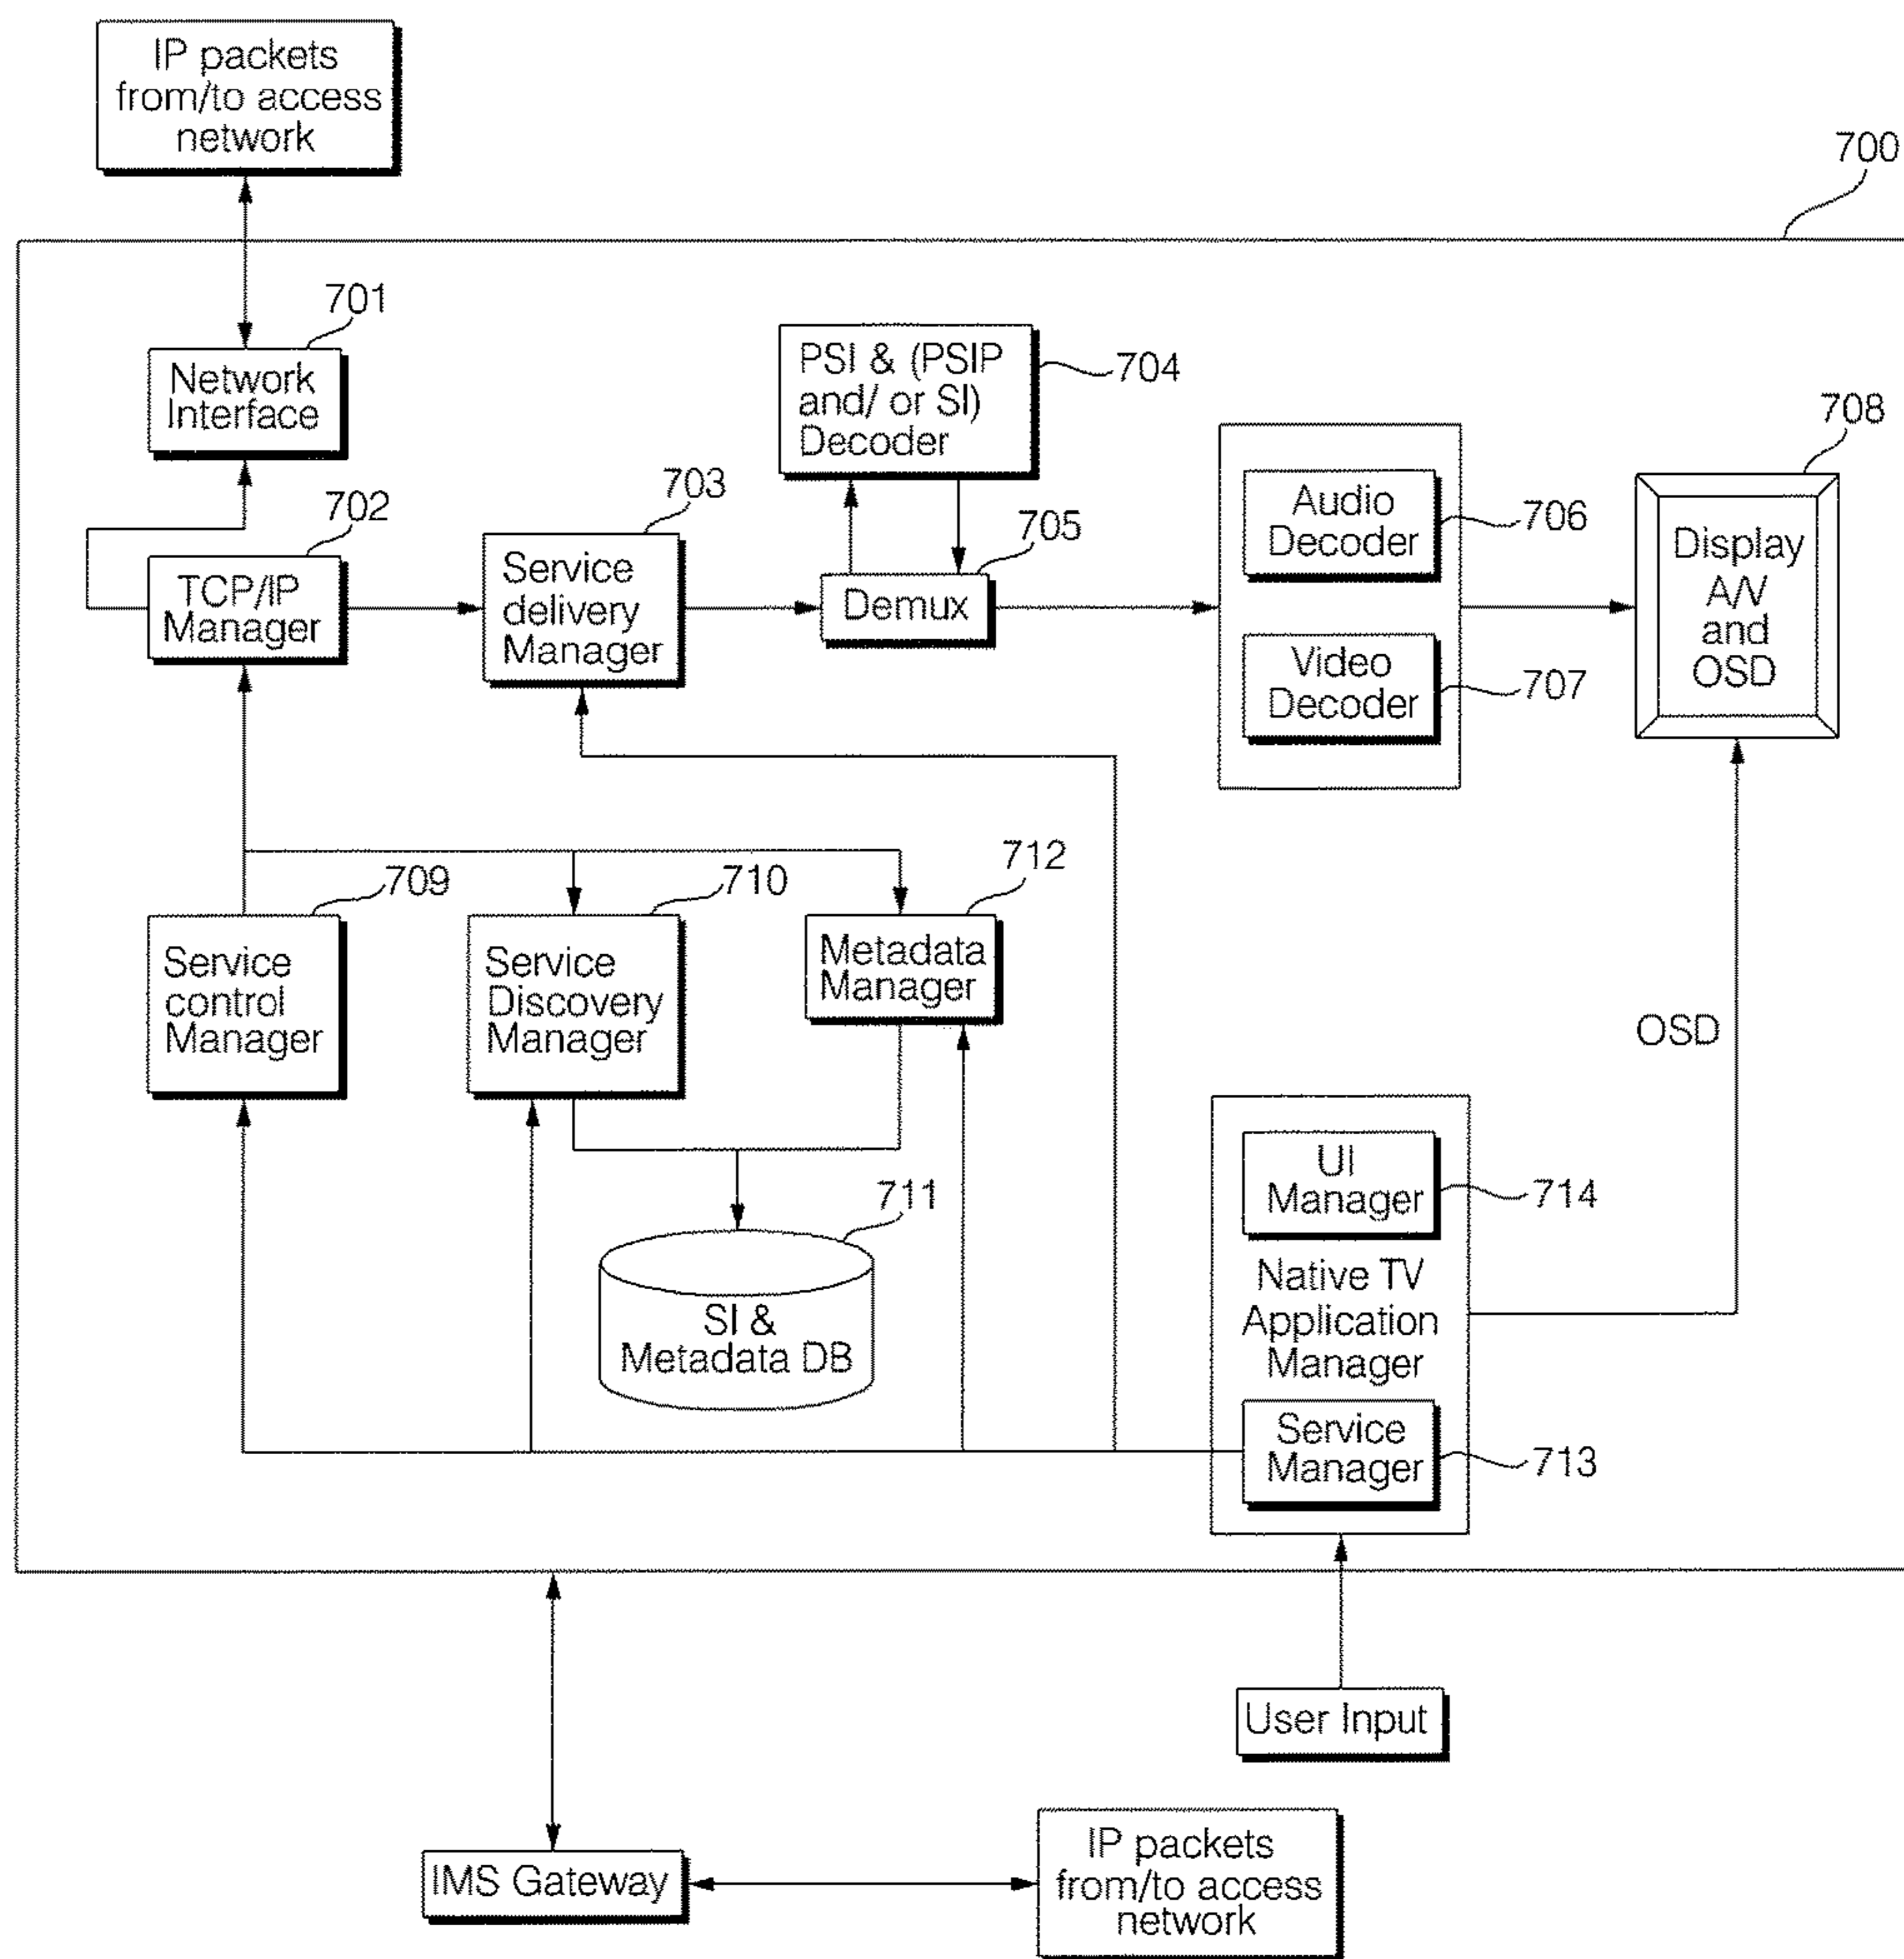 IP packets
from/to access
network
700
701
Network
Interface
702
TCP/IP
Manager
703
Service
delivery
Manager
PSI & (PSIP
and/ or SI)
Decoder
704
705
Demux
Audio
Decoder
706
Video
Decoder
707
708
Display
A/V
and
OSD
709
Service
control
Manager
710
Service
Discovery
Manager
712
Metadata
Manager
OSD
711
SI &
Metadata DB
UI
Manager
714
Native TV
Application
Manager
Service
Manager
713
User Input
IMS Gateway
IP packets
from/to access
network